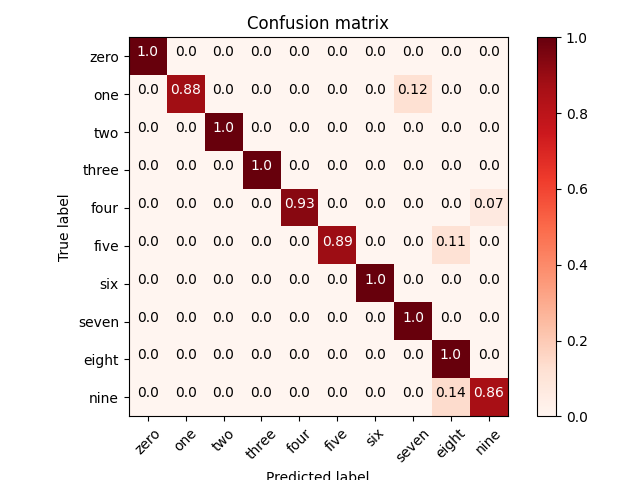 Confusion matrix
zero 1.0 0.0 0.0 0.0 0.0 0.0 0.0 0.0 0.0 0.0
one 0.0 0.88 0.0 0.0 0.0 0.0 0.0 0.12 0.0 0.0
two 0.0 0.0 1.0 0.0 0.0 0.0 0.0 0.0 0.0 0.0
three 0.0 0.0 0.0 1.0 0.0 0.0 0.0 0.0 0.0 0.0
four 0.0 0.0 0.0 0.0 0.93 0.0 0.0 0.0 0.0 0.07
five 0.0 0.0 0.0 0.0 0.0 0.89 0.0 0.0 0.11 0.0
six 0.0 0.0 0.0 0.0 0.0 0.0 1.0 0.0 0.0 0.0
seven 0.0 0.0 0.0 0.0 0.0 0.0 0.0 1.0 0.0 0.0
eight 0.0 0.0 0.0 0.0 0.0 0.0 0.0 0.0 1.0 0.0
nine 0.0 0.0 0.0 0.0 0.0 0.0 0.0 0.0 0.14 0.86
zero one two three four five six seven eight nine
True label
Predicted label
1.0
0.8
0.6
0.4
0.2
0.0